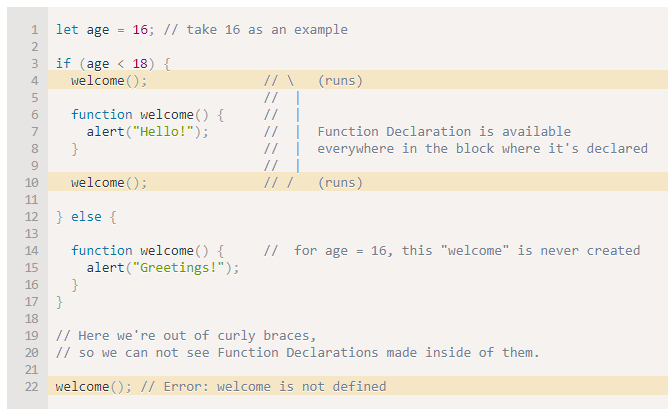 1 let age = 16; // take 16 as an example
2
3 if (age < 18) {
4   welcome();               // \   (runs)
5                            //  |
6   function welcome() {     //  |
7     alert("Hello!");       //  |  Function Declaration is available
8   }                        //  |  everywhere in the block where it's declared
9                            //  |
10   welcome();               // /   (runs)
11
12 } else {
13
14   function welcome() {     //  for age = 16, this "welcome" is never created
15     alert("Greetings!");
16   }
17 }
18
19 // Here we're out of curly braces,
20 // so we can not see Function Declarations made inside of them.
21
22 welcome(); // Error: welcome is not defined